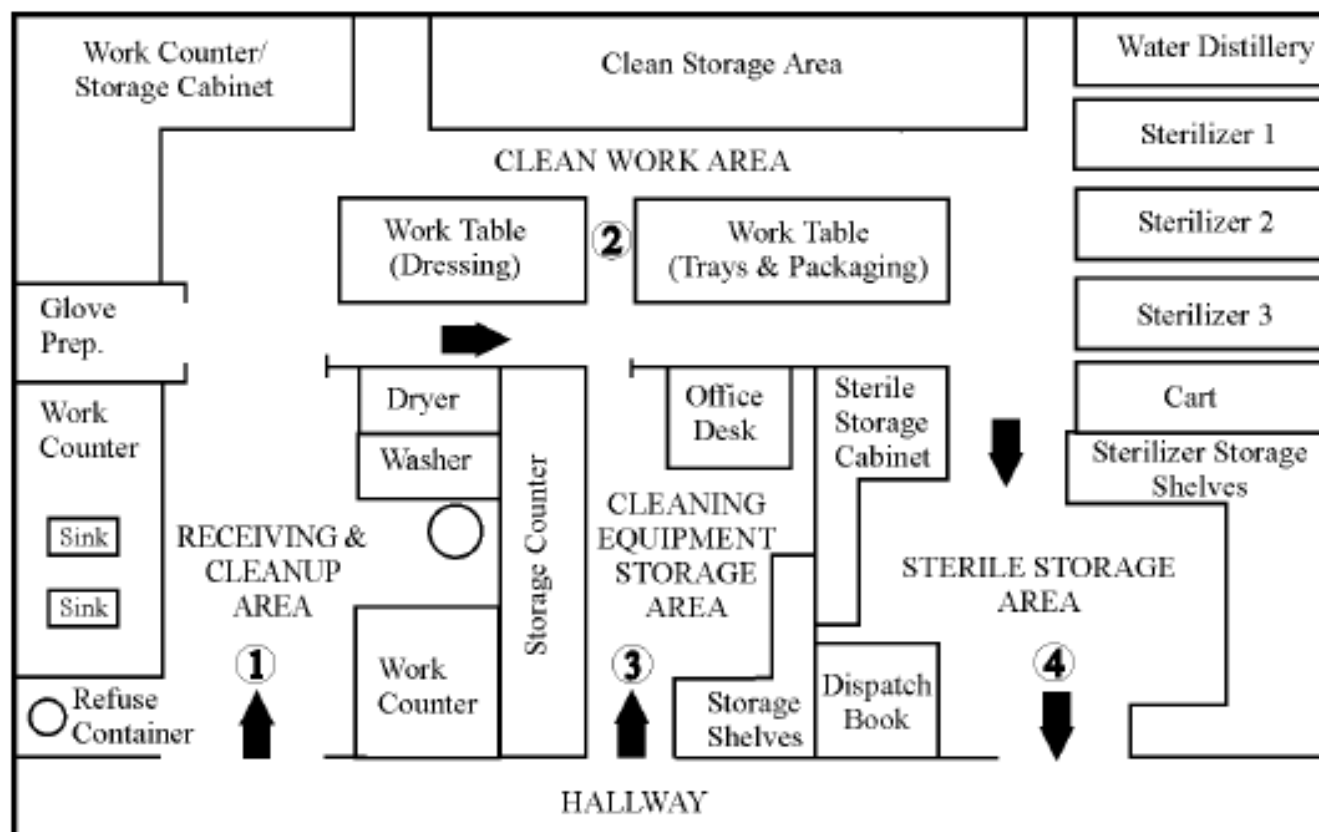 Work Counter/
Storage Cabinet
Clean Storage Area
Water Distillery
Sterilizer 1
CLEAN WORK AREA
Work Table
(Dressing)
2
Work Table
(Trays & Packaging)
Sterilizer 2
Glove
Prep.
Sterilizer 3
Work
Counter
Dryer
Washer
Storage Counter
Office
Desk
Sterile
Storage
Cabinet
Cart
Sterilizer Storage
Shelves
Sink
Sink
RECEIVING &
CLEANUP
AREA
1
CLEANING
EQUIPMENT
STORAGE
AREA
3
STERILE STORAGE
AREA
4
Refuse
Container
Work
Counter
Storage
Shelves
Dispatch
Book
HALLWAY